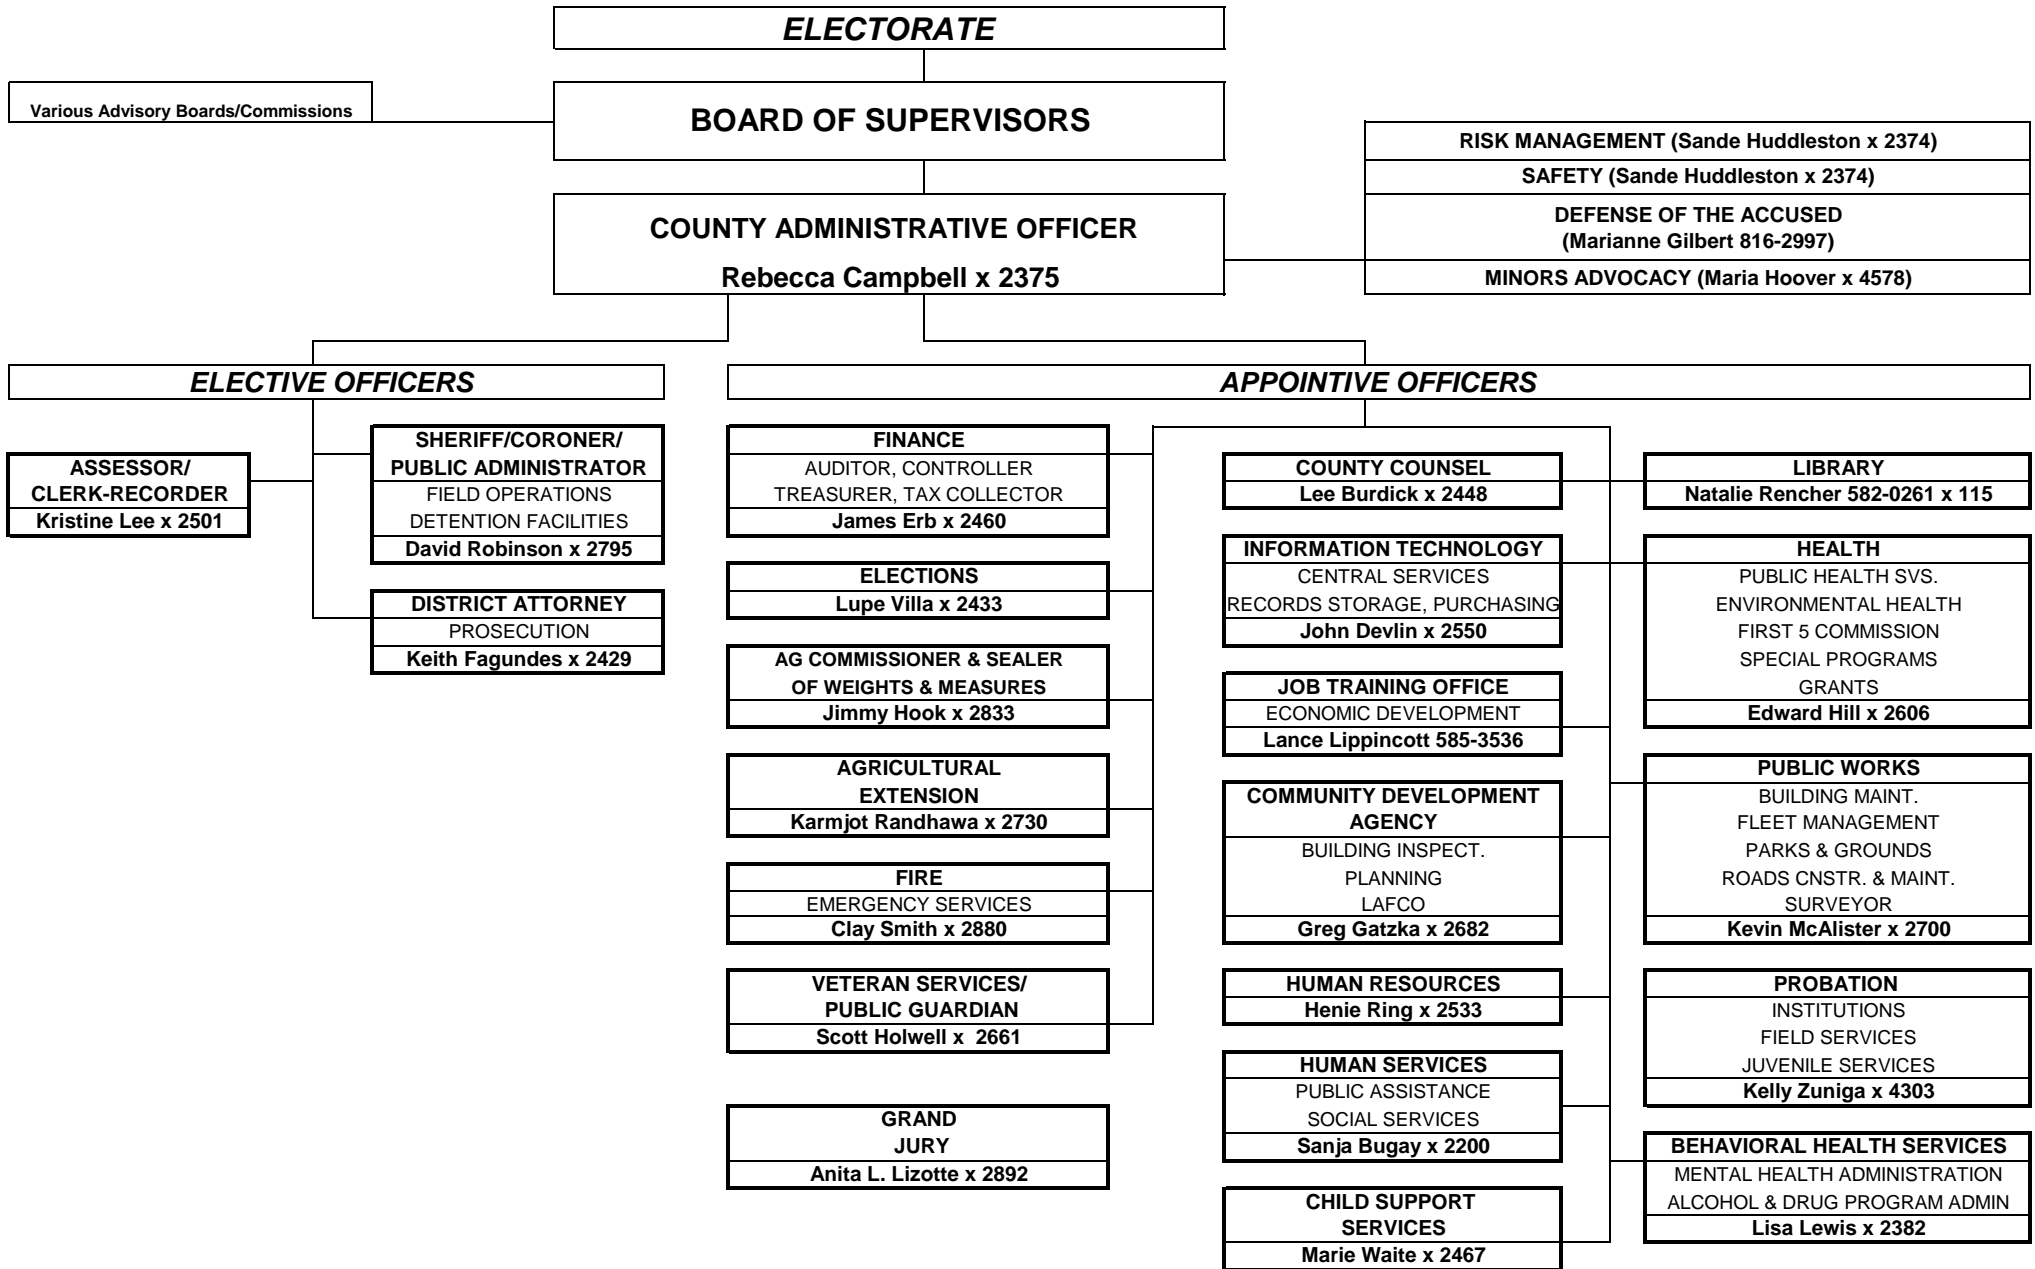 ELECTORATE
Various Advisory Boards/Commissions
BOARD OF SUPERVISORS
COUNTY ADMINISTRATIVE OFFICER
Rebecca Campbell x 2375
RISK MANAGEMENT (Sande Huddleston x 2374)
SAFETY (Sande Huddleston x 2374)
DEFENSE OF THE ACCUSED
(Marianne Gilbert 816-2997)
MINORS ADVOCACY (Maria Hoover x 4578)
ELECTIVE OFFICERS
ASSESSOR/
CLERK-RECORDER
Kristine Lee x 2501
SHERIFF/CORONER/
PUBLIC ADMINISTRATOR
FIELD OPERATIONS
DETENTION FACILITIES
David Robinson x 2795
DISTRICT ATTORNEY
PROSECUTION
Keith Fagundes x 2429
APPOINTIVE OFFICERS
FINANCE
AUDITOR, CONTROLLER
TREASURER, TAX COLLECTOR
James Erb x 2460
ELECTIONS
Lupe Villa x 2433
AG COMMISSIONER & SEALER
OF WEIGHTS & MEASURES
Jimmy Hook x 2833
AGRICULTURAL
EXTENSION
Karmjot Randhawa x 2730
FIRE
EMERGENCY SERVICES
Clay Smith x 2880
VETERAN SERVICES/
PUBLIC GUARDIAN
Scott Holwell x  2661
GRAND
JURY
Anita L. Lizotte x 2892
COUNTY COUNSEL
Lee Burdick x 2448
INFORMATION TECHNOLOGY
CENTRAL SERVICES
RECORDS STORAGE, PURCHASING
John Devlin x 2550
JOB TRAINING OFFICE
ECONOMIC DEVELOPMENT
Lance Lippincott 585-3536
COMMUNITY DEVELOPMENT
AGENCY
BUILDING INSPECT.
PLANNING
LAFCO
Greg Gatzka x 2682
HUMAN RESOURCES
Henie Ring x 2533
HUMAN SERVICES
PUBLIC ASSISTANCE
SOCIAL SERVICES
Sanja Bugay x 2200
CHILD SUPPORT
SERVICES
Marie Waite x 2467
LIBRARY
Natalie Rencher 582-0261 x 115
HEALTH
PUBLIC HEALTH SVS.
ENVIRONMENTAL HEALTH
FIRST 5 COMMISSION
SPECIAL PROGRAMS
GRANTS
Edward Hill x 2606
PUBLIC WORKS
BUILDING MAINT.
FLEET MANAGEMENT
PARKS & GROUNDS
ROADS CNSTR. & MAINT.
SURVEYOR
Kevin McAlister x 2700
PROBATION
INSTITUTIONS
FIELD SERVICES
JUVENILE SERVICES
Kelly Zuniga x 4303
BEHAVIORAL HEALTH SERVICES
MENTAL HEALTH ADMINISTRATION
ALCOHOL & DRUG PROGRAM ADMIN
Lisa Lewis x 2382